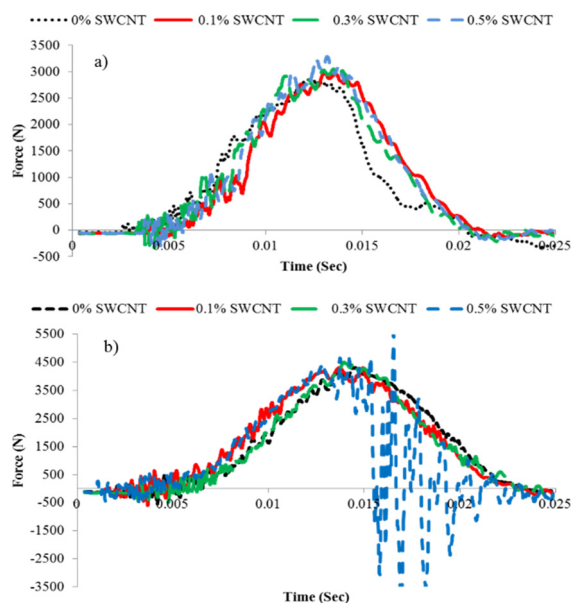 0% SWCNT 0.1% SWCNT 0.3% SWCNT 0.5% SWCNT
a)
3500
3000
2500
2000
1500
1000
500
0
-500
Force (N)
0 0.005 0.01 0.015 0.02 0.025
Time (Sec)
0% SWCNT 0.1% SWCNT 0.3% SWCNT 0.5% SWCNT
b)
5500
4500
3500
2500
1500
500
-500
-1500
-2500
-3500
Force (N)
0 0.005 0.01 0.015 0.02 0.025
Time (Sec)